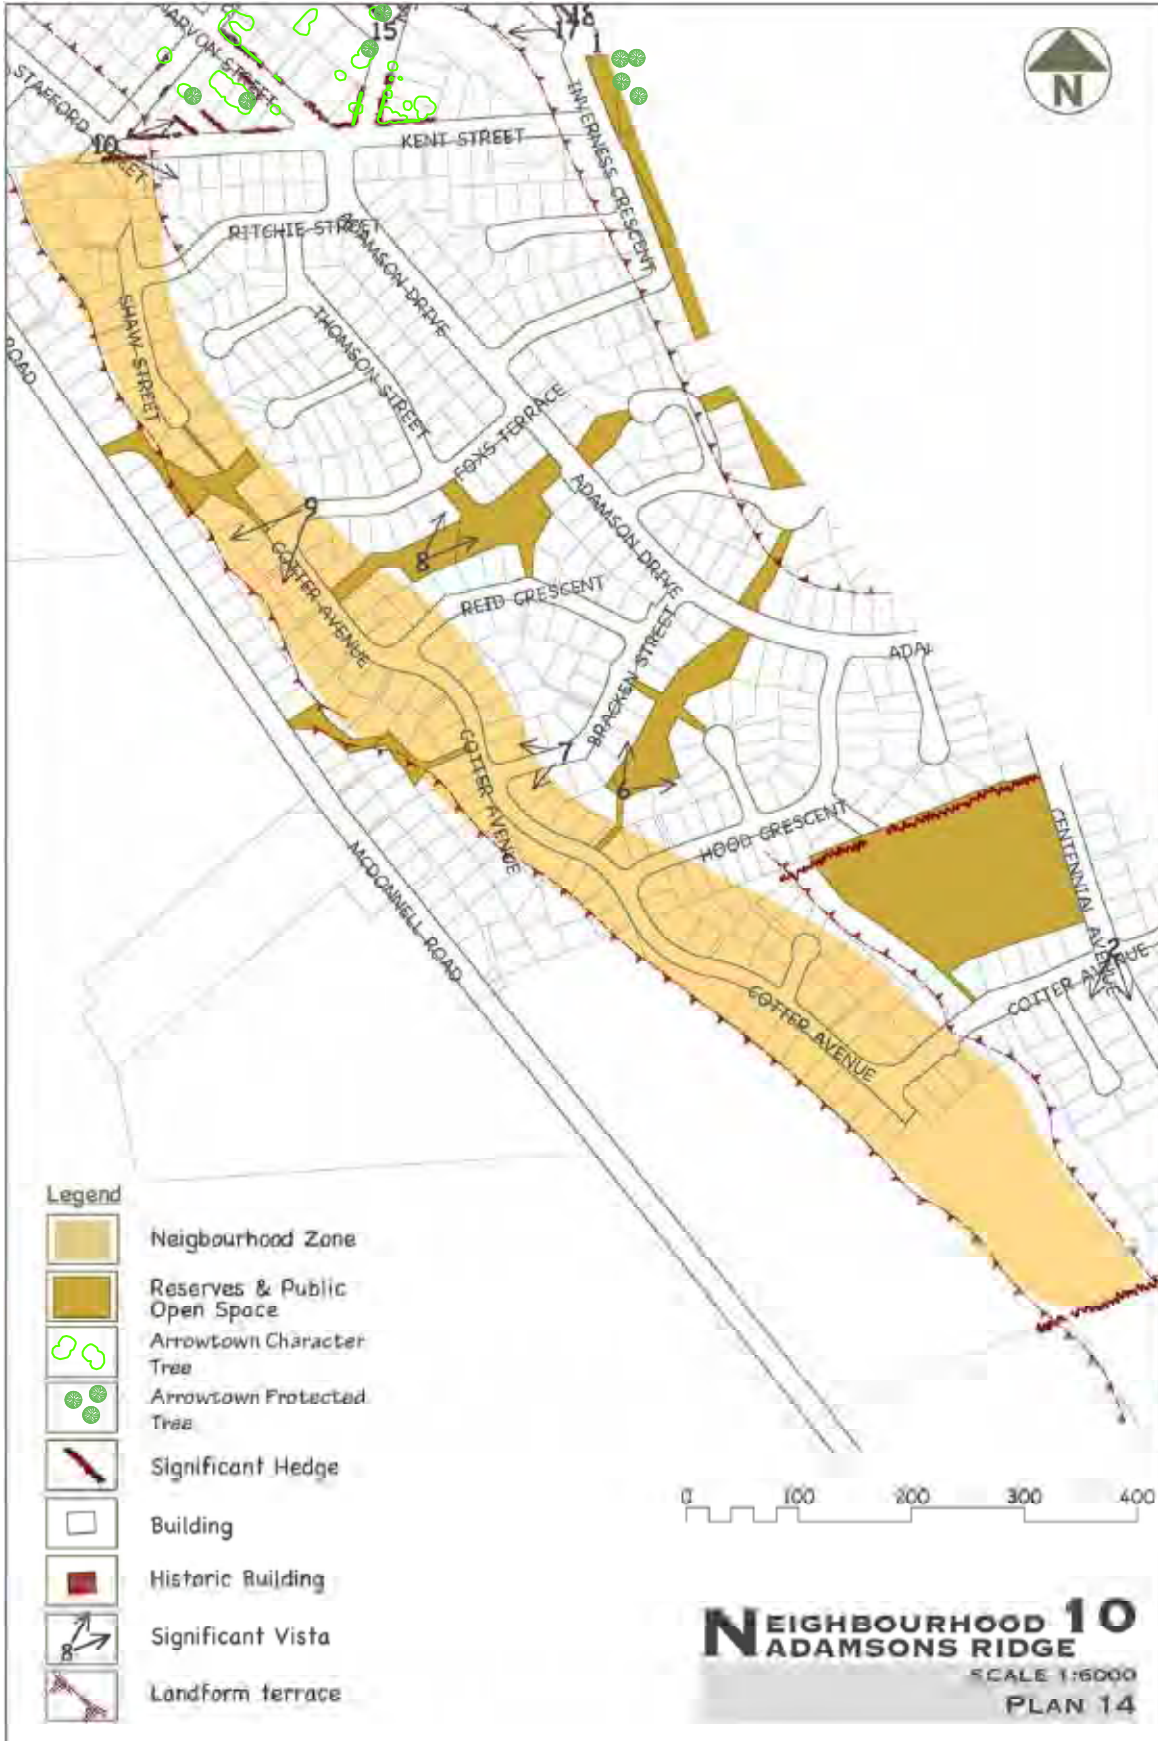 15
18
17
1
N
STAFFORD
STREET
KENT STREET
INVERNESS CRESCENT
10
RITCHIE STREET
ADAMSON DRIVE
SHAW STREET
THOMSON STREET
ROAD
FOXS TERRACE
ADAMSON DRIVE
9
8
COTTER AVENUE
REID CRESCENT
BRACKEN STREET
ADA
7
6
COTTER AVENUE
HOOD CRESCENT
CENTENNIAL AVENUE
MCDONNELL ROAD
2
COTTER AVENUE
COTTER AVENUE
Legend
Neigbourhood Zone
Reserves & Public
Open Space
Arrowtown Character
Tree
Arrowtown Protected
Tree
Significant Hedge
Building
Historic Building
8
Significant Vista
Landform terrace
0 100 200 300 400
NEIGHBOURHOOD 10
ADAMSONS RIDGE
SCALE 1:6000
PLAN 14